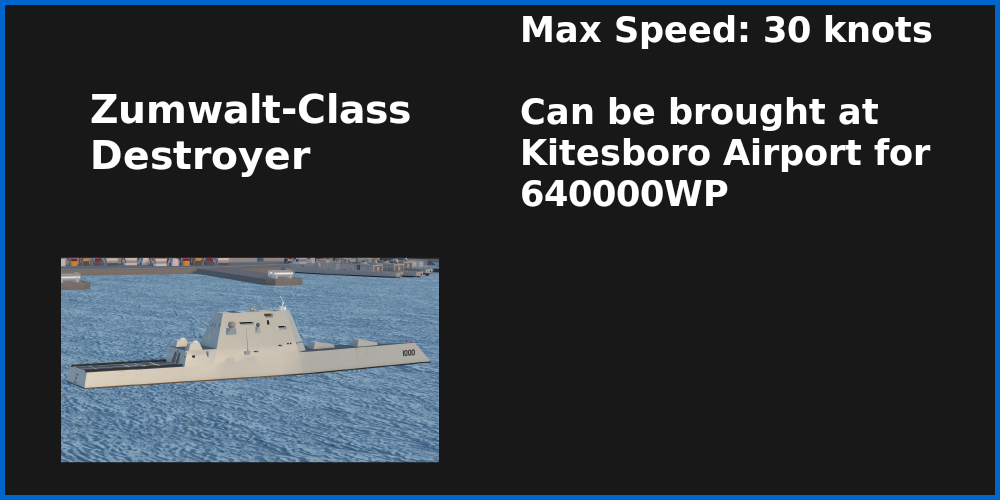 Zumwalt-Class
Destroyer
Max Speed: 30 knots
Can be brought at
Kitesboro Airport for
640000WP
1000